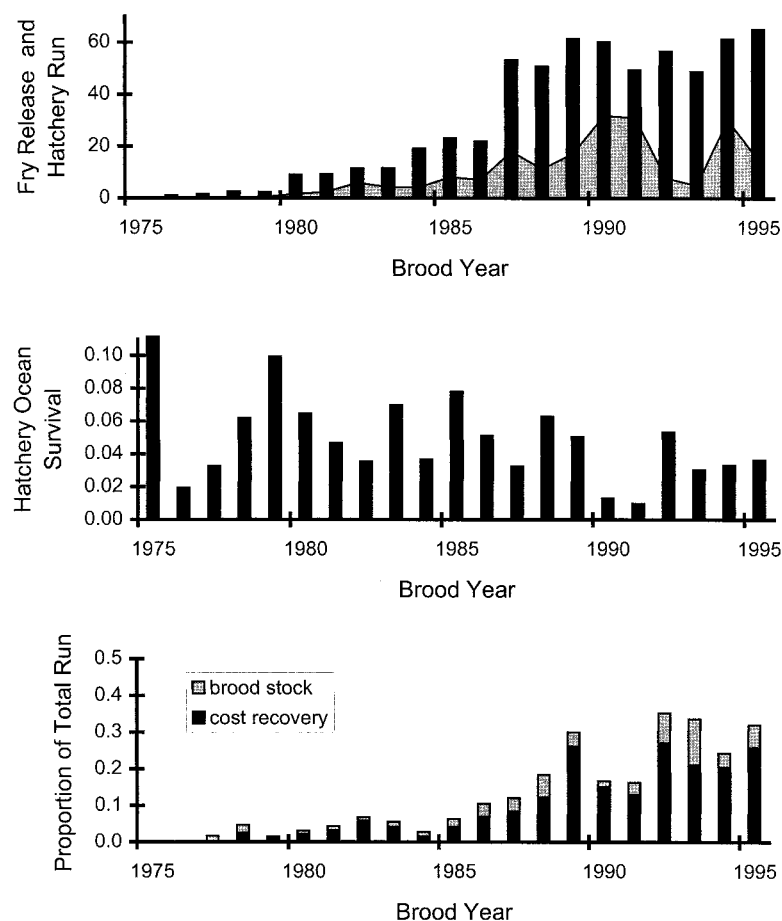 Fry Release and
Hatchery Run
60
40
20
0
1975 1980 1985 1990 1995
Brood Year
Hatchery Ocean
Survival
0.10
0.08
0.06
0.04
0.02
0.00
1975 1980 1985 1990 1995
Brood Year
Proportion of Total Run
0.5
0.4
0.3
0.2
0.1
0.0
brood stock
cost recovery
1975 1980 1985 1990 1995
Brood Year